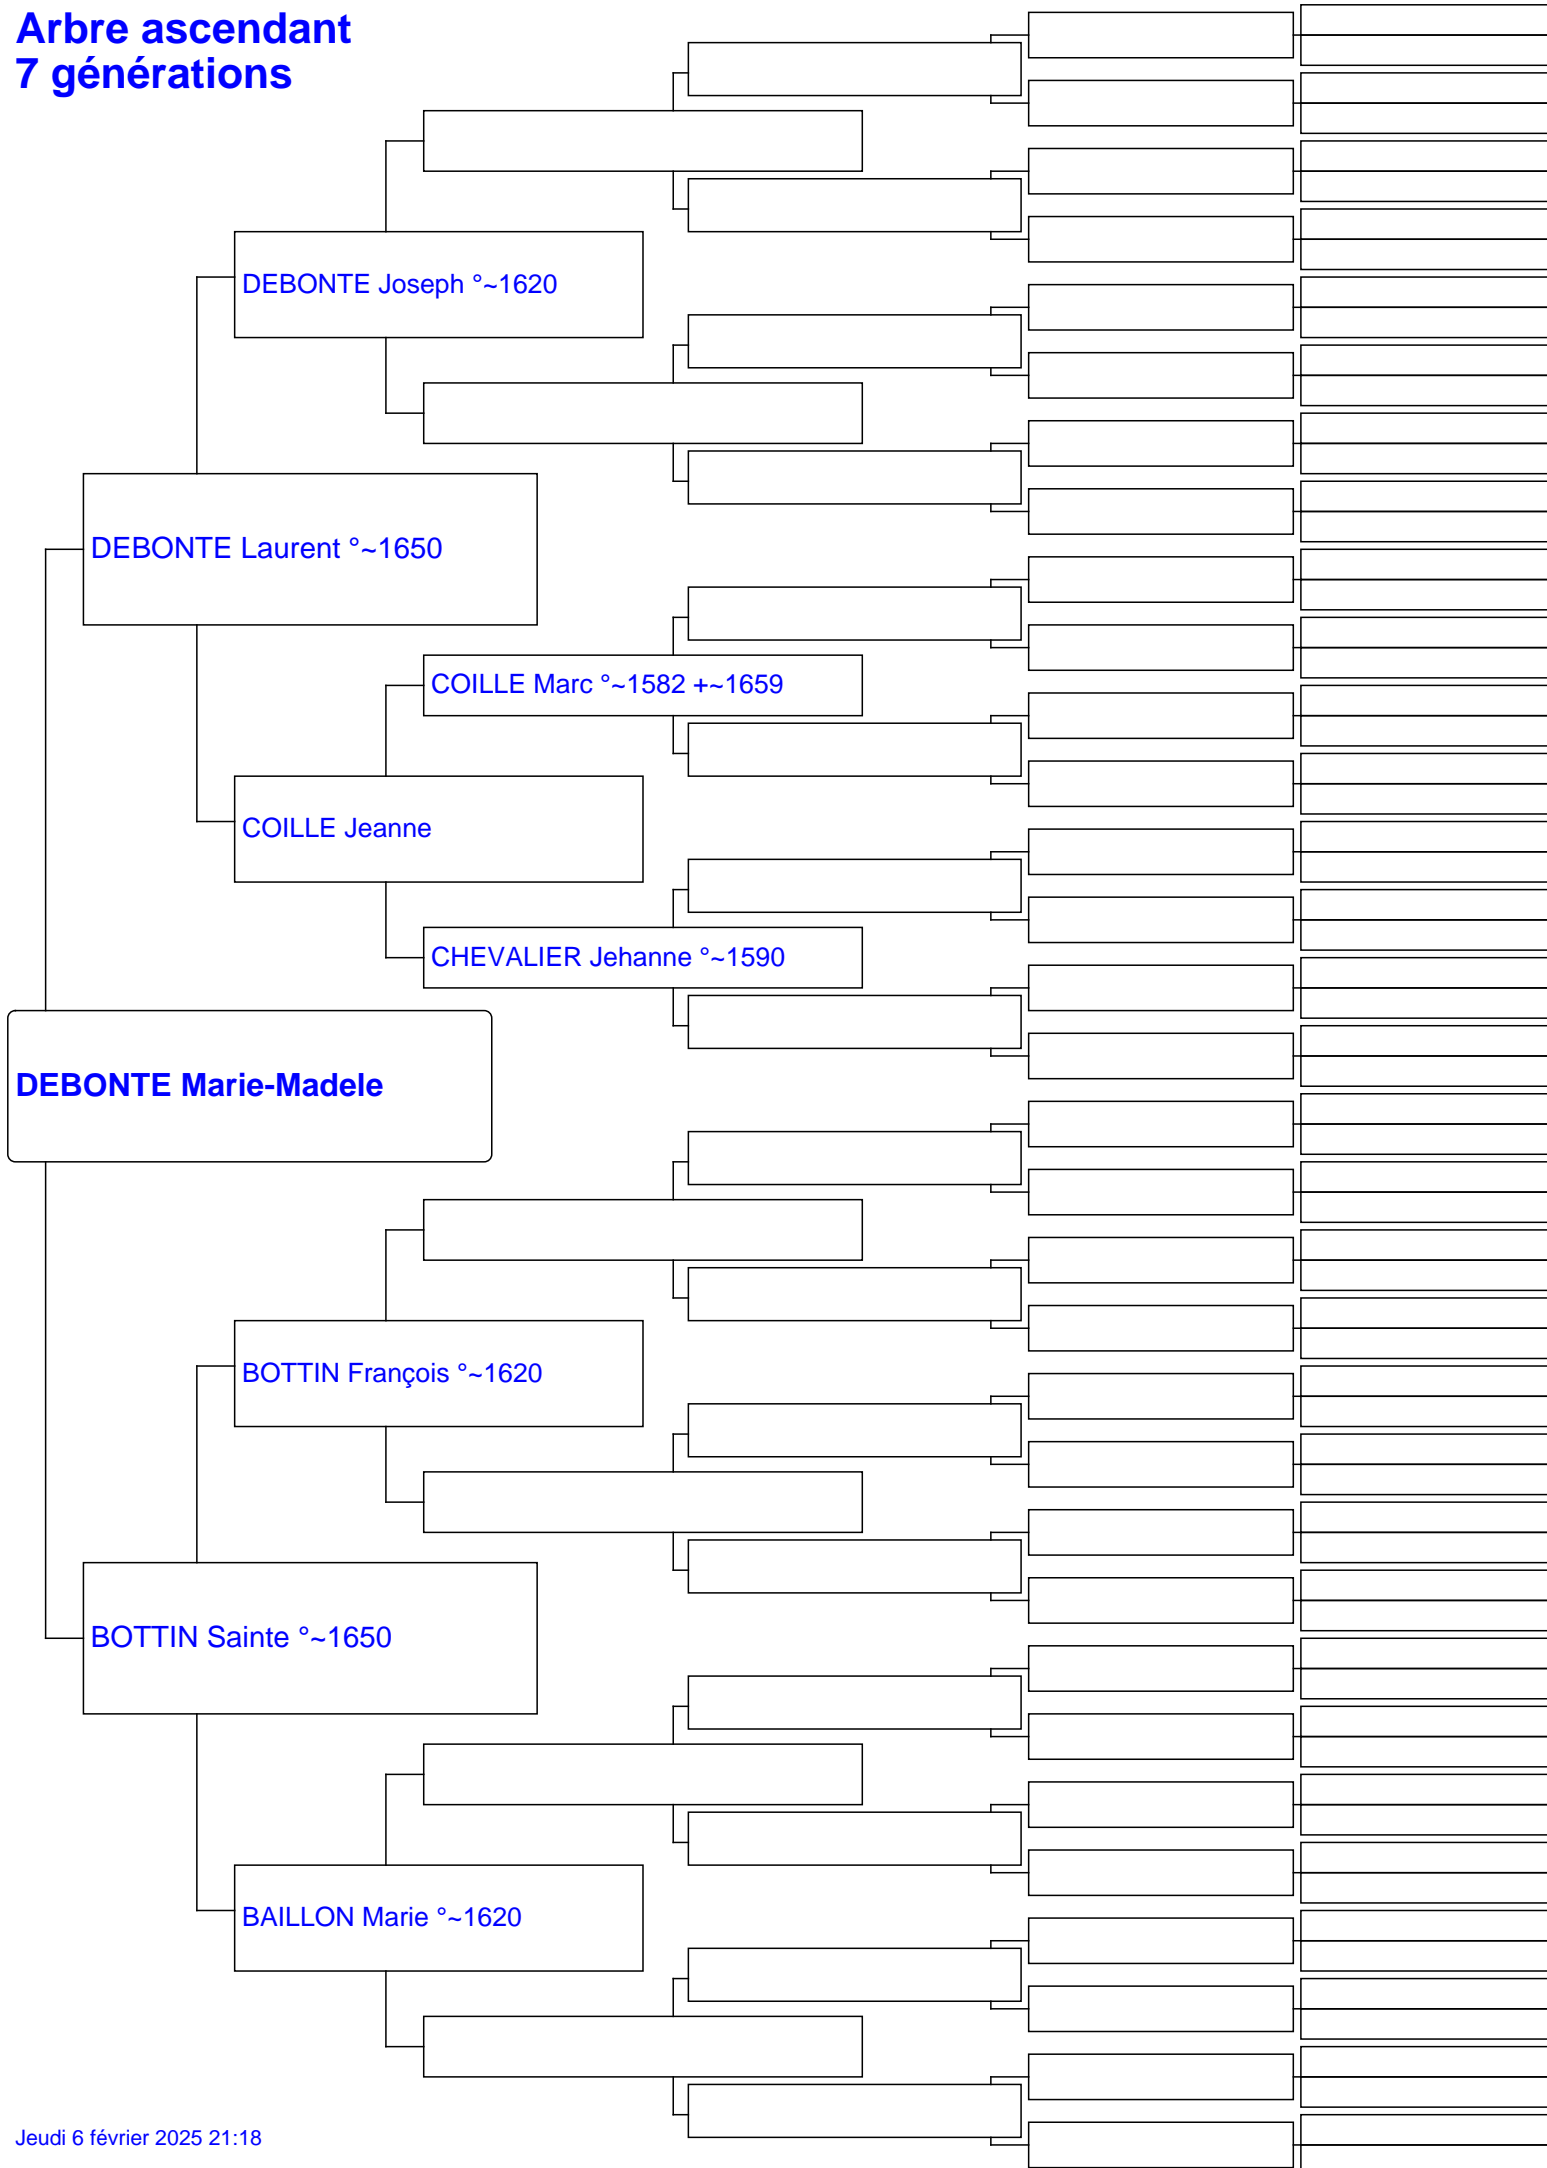 Arbre ascendant
7 générations
DEBONTE Joseph °~1620
DEBONTE Laurent °~1650
COILLE Marc °~1582 +~1659
COILLE Jeanne
CHEVALIER Jehanne °~1590
DEBONTE Marie-Madele
BOTTIN François °~1620
BOTTIN Sainte °~1650
BAILLON Marie °~1620
Jeudi 6 février 2025 21:18